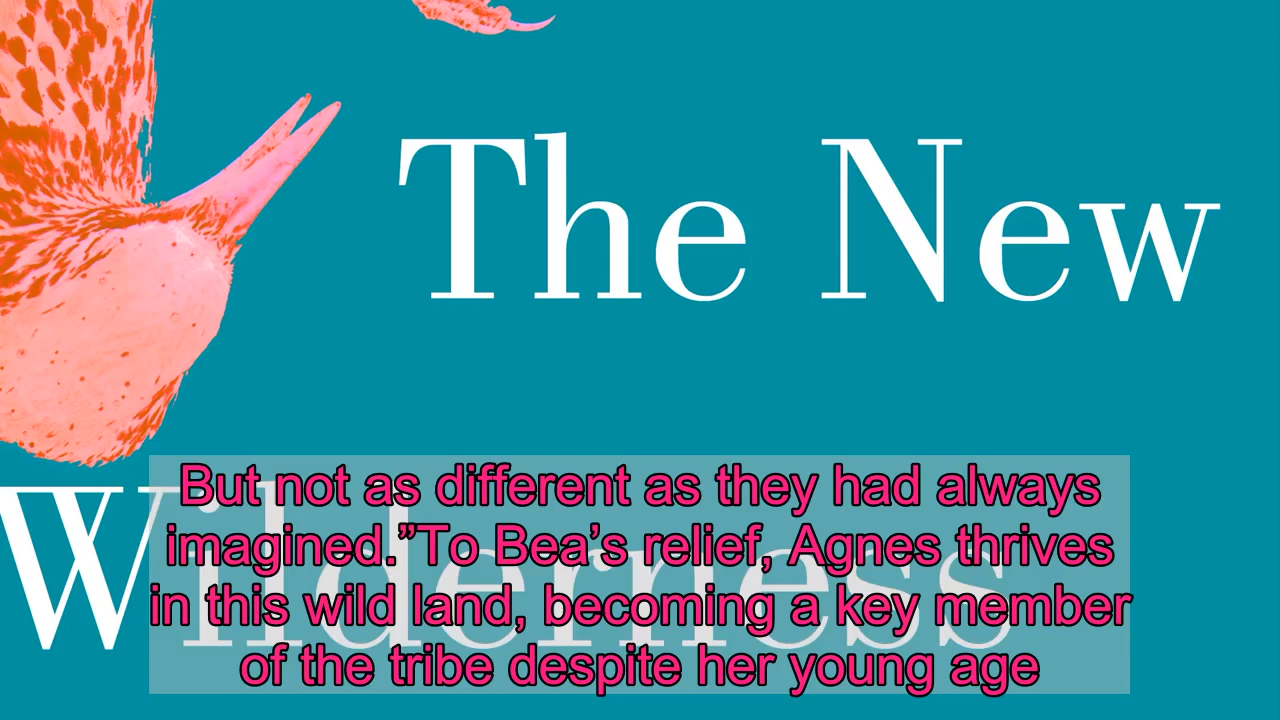 The New
Wilderness
But not as different as they had always
imagined.”To Bea’s relief, Agnes thrives
in this wild land, becoming a key member
of the tribe despite her young age